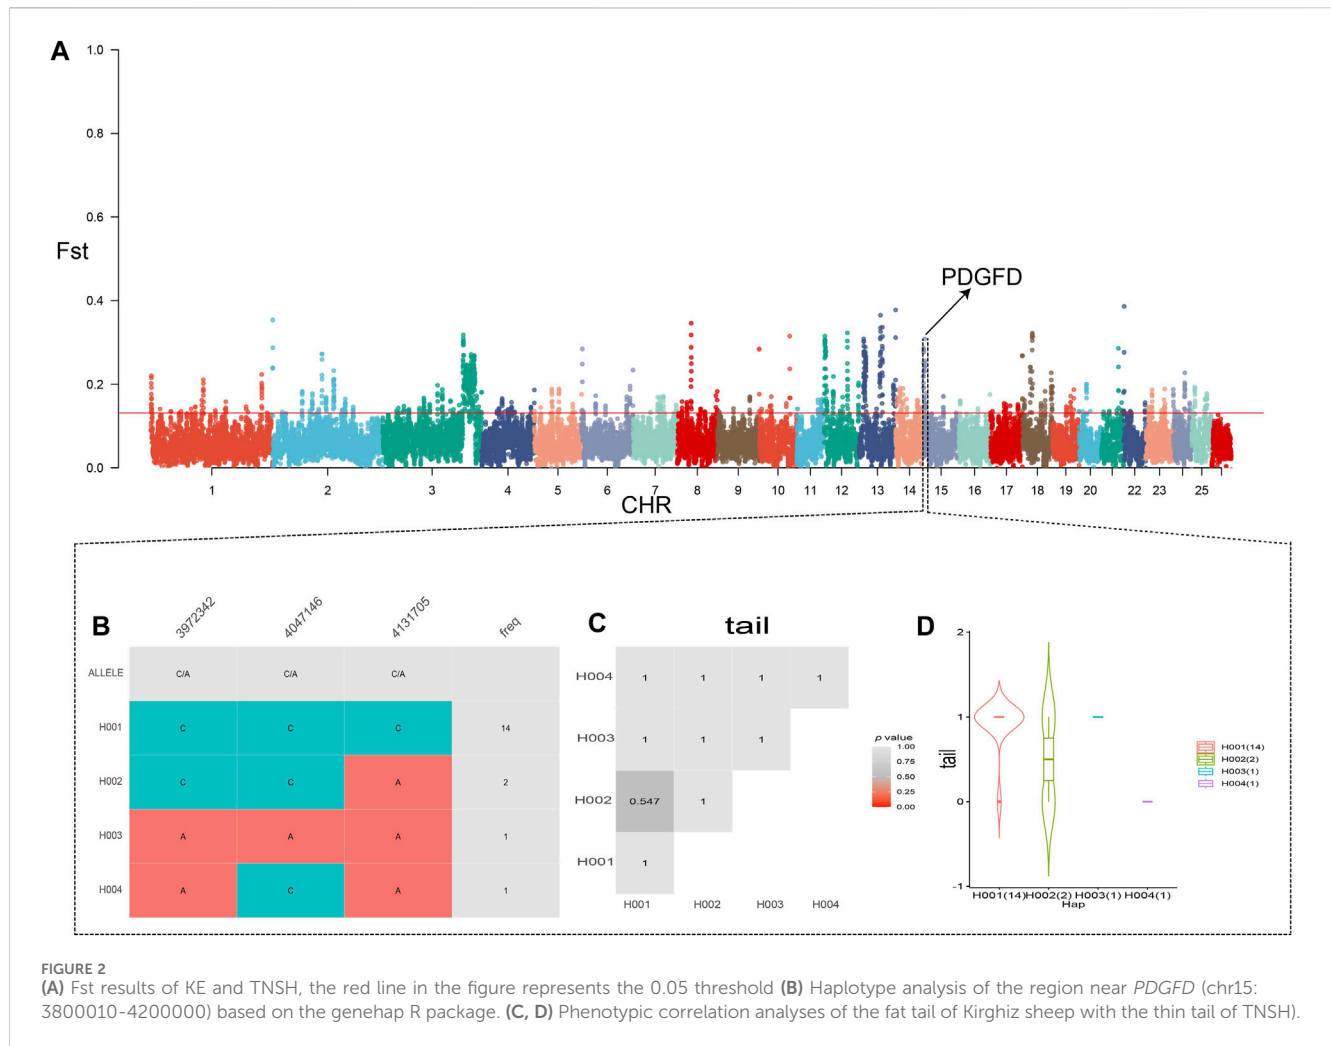 A
1.0
0.8
0.6
0.4
0.2
0.0
Fst
PDGFD
1 2 3 4 5 6 7 8 9 10 11 12 13 14 15 16 17 18 19 20 22 23 25
CHR
B
3972342 4047146 4131705 freq
ALLELE C/A C/A C/A
H001 C C C 14
H002 C C A 2
H003 A A A 1
H004 A C A 1
C
tail
H004 1 1 1 1
H003 1 1 1
H002 0.547 1
H001 1
H001 H002 H003 H004
p value
1.00
0.75
0.50
0.25
0.00
D
2
1
0
-1
tail
H001(14) H002(2) H003(1) H004(1)
Hap
H001(14)
H002(2)
H003(1)
H004(1)
FIGURE 2
(A) Fst results of KE and TNSH, the red line in the figure represents the 0.05 threshold (B) Haplotype analysis of the region near PDGFD (chr15:
3800010-4200000) based on the genehap R package. (C, D) Phenotypic correlation analyses of the fat tail of Kirghiz sheep with the thin tail of TNSH).